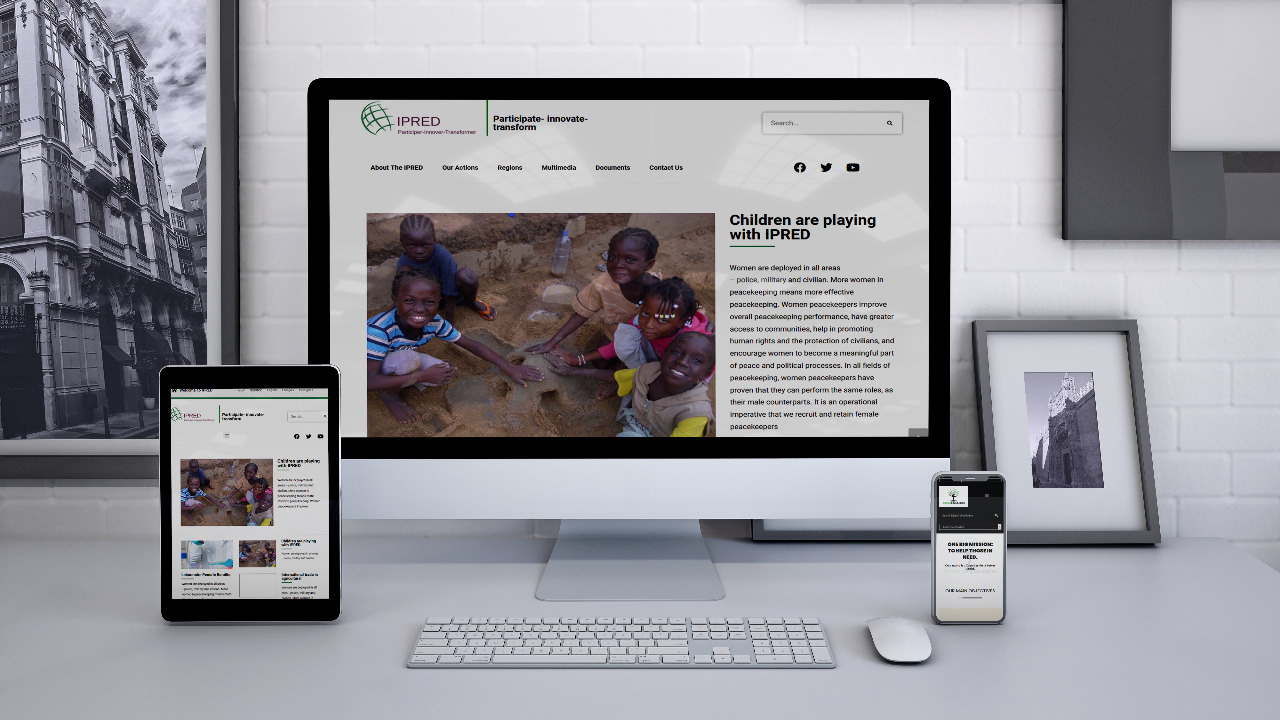 IPRED
Participer-Innover-Transformer
Participate- innovate-
transform
Search...
About The IPRED
Our Actions
Regions
Multimedia
Documents
Contact Us
Children are playing
with IPRED
Women are deployed in all areas
– police, military and civilian. More women in
peacekeeping means more effective
peacekeeping. Women peacekeepers improve
overall peacekeeping performance, have greater
access to communities, help in promoting
human rights and the protection of civilians, and
encourage women to become a meaningful part
of peace and political processes. In all fields of
peacekeeping, women peacekeepers have
proven that they can perform the same roles, as
their male counterparts. It is an operational
imperative that we recruit and retain female
peacekeepers
IPRED
Participate- innovate-
transform
Search...
Children are playing
with IPRED
Children are playing
with IPRED
International trade in
agricultural
ONE BIG MISSION:
TO HELP THOSE IN
NEED.
OUR MAIN OBJECTIVES